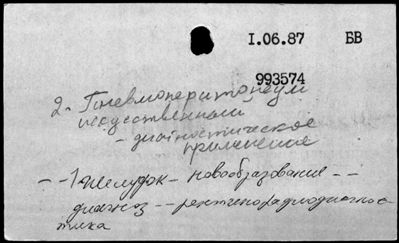 I.06.87 БВ
993574
2. Пневмоперитонеум
искусственный
- диагностическое
применение
- - 1 Желудок - новообразования - -
диагноз - - рентгенорадиодиагнос
тика